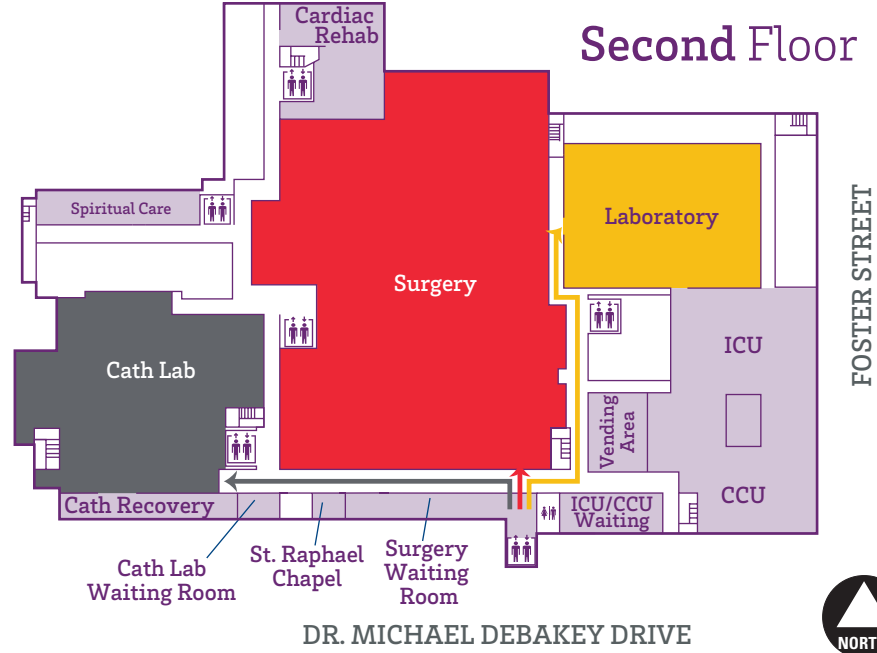 Second Floor
Cardiac
Rehab
Spiritual Care
Laboratory
FOSTER STREET
Surgery
ICU
Cath Lab
Vending
Area
CCU
Cath Recovery
ICU/CCU
Waiting
Cath Lab
Waiting Room
St. Raphael
Chapel
Surgery
Waiting
Room
DR. MICHAEL DEBAKEY DRIVE
NORT